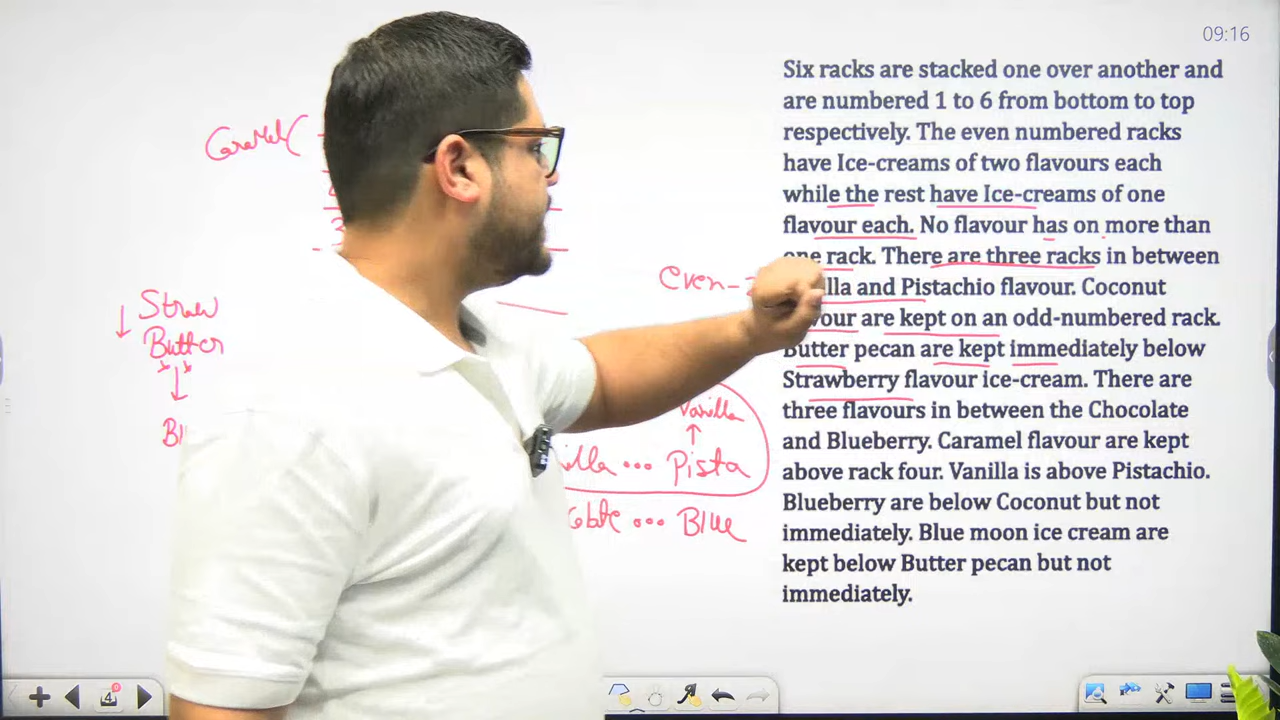 09:16
Six racks are stacked one over another and
are numbered 1 to 6 from bottom to top
respectively. The even numbered racks
have Ice-creams of two flavours each
while the rest have Ice-creams of one
flavour each. No flavour has on more than
one rack. There are three racks in between
illa and Pistachio flavour. Coconut
vour are kept on an odd-numbered rack.
Butter pecan are kept immediately below
Strawberry flavour ice-cream. There are
three flavours in between the Chocolate
and Blueberry. Caramel flavour are kept
above rack four. Vanilla is above Pistachio.
Blueberry are below Coconut but not
immediately. Blue moon ice cream are
kept below Butter pecan but not
immediately.
Caramel
Straw
Butter
Bl
even-
Vanilla
illa ... Pista
... Blue
4